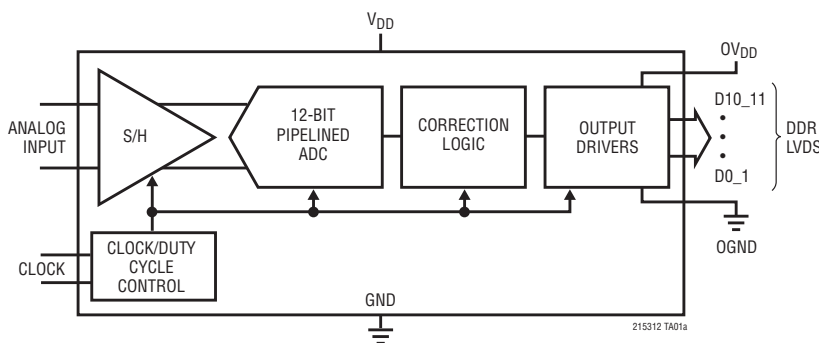 VDD
OVDD
ANALOG
INPUT
S/H
12-BIT
PIPELINED
ADC
CORRECTION
LOGIC
OUTPUT
DRIVERS
D10_11
•
•
•
D0_1
DDR
LVDS
CLOCK
CLOCK/DUTY
CYCLE
CONTROL
GND
OGND
215312 TA01a